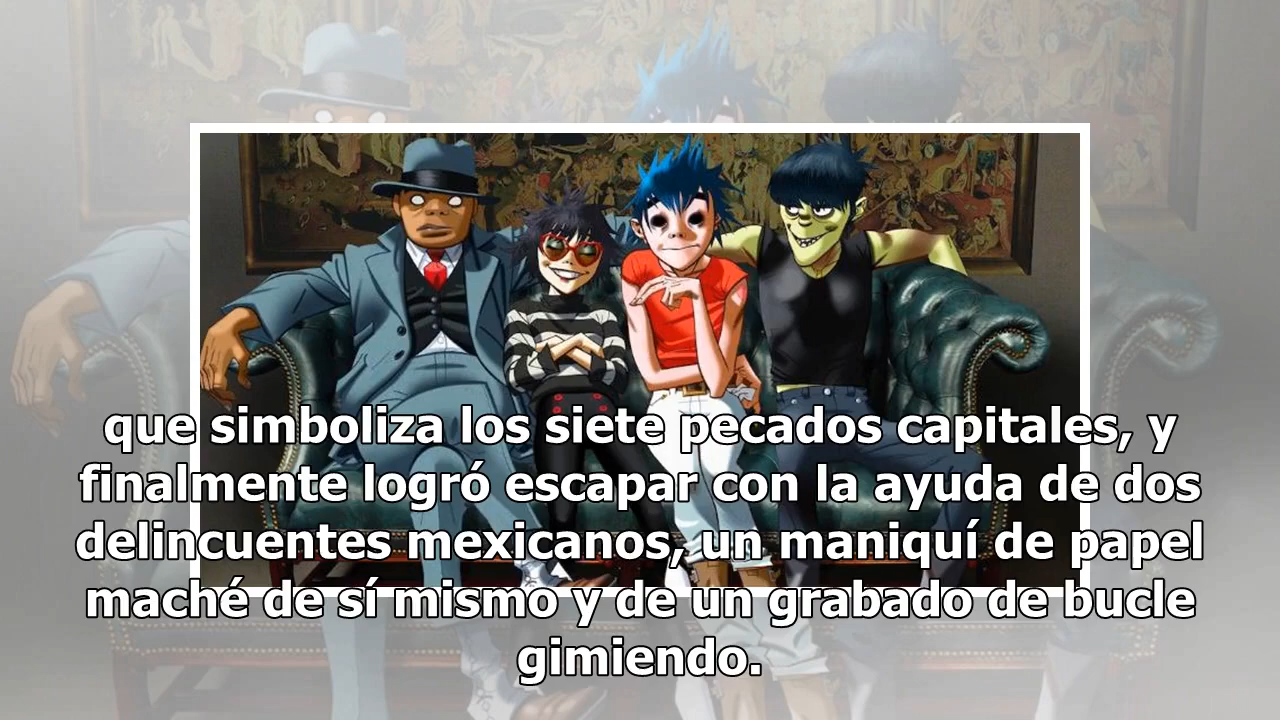 que simboliza los siete pecados capitales, y
finalmente logró escapar con la ayuda de dos
delincuentes mexicanos, un maniquí de papel
maché de sí mismo y de un grabado de bucle
gimiendo.